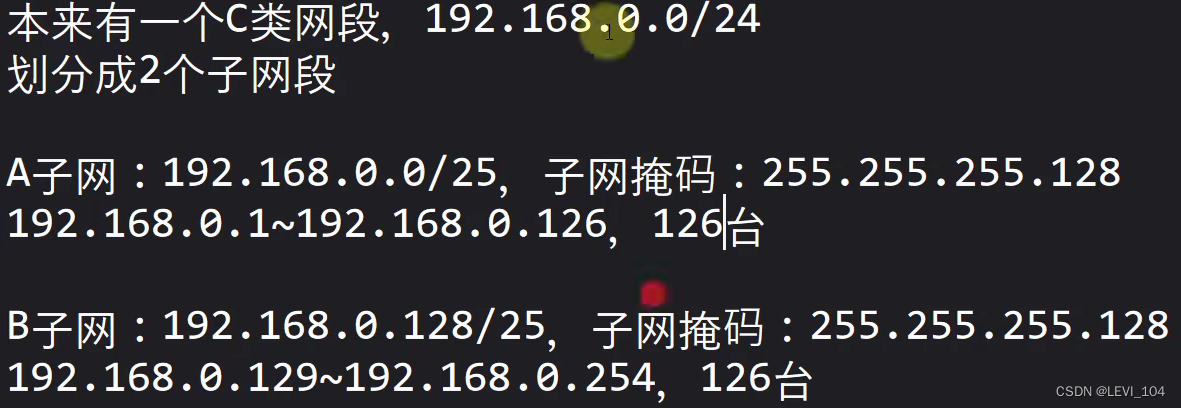 本来有一个C类网段，192.168.0.0/24
划分成2个子网段
A子网：192.168.0.0/25，子网掩码：255.255.255.128
192.168.0.1~192.168.0.126，126台
B子网：192.168.0.128/25，子网掩码：255.255.255.128
192.168.0.129~192.168.0.254，126台
CSDN @LEVI_104